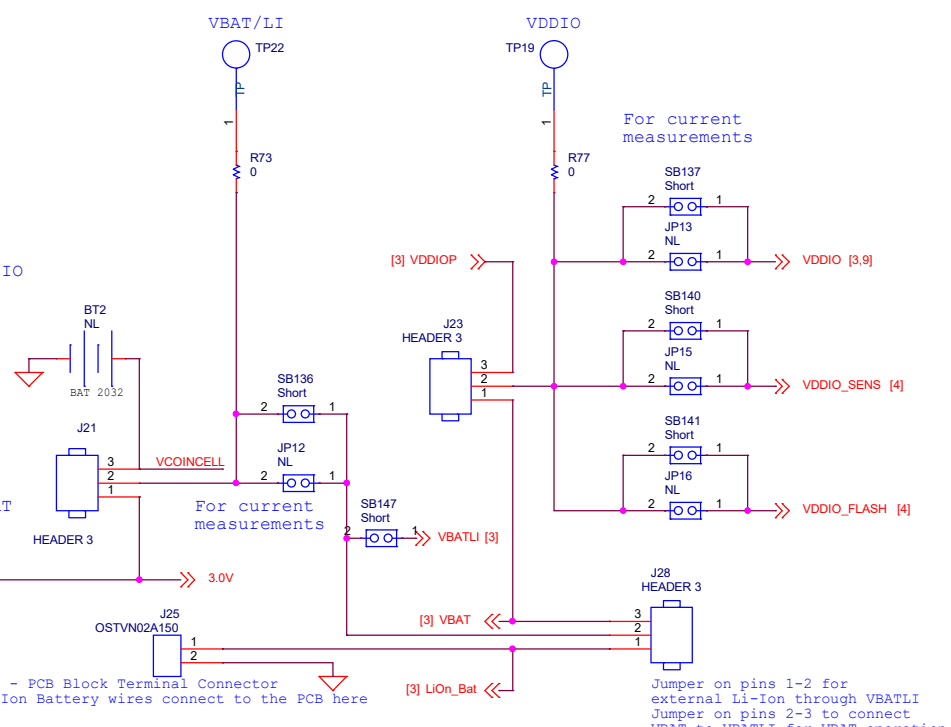 VBAT/LI
VDDIO
TP22
TP19
TP
TP
1
1
For current
measurements
R73
0
R77
0
SB137
Short
2
1
JP13
NL
[3] VDDIOP
2
1
VDDIO [3,9]
IO
SB140
Short
BT2
NL
J23
HEADER 3
2
1
JP15
NL
3
2
1
2
1
VDDIO_SENS [4]
BAT 2032
SB136
Short
2
1
SB141
Short
J21
JP12
NL
2
1
JP16
NL
3
VCOINCELL
2
1
2
1
For current
measurements
SB147
Short
2
1
VDDIO_FLASH [4]
HEADER 3
2
1
VBATLI [3]
3.0V
J28
HEADER 3
J25
OSTVN02A150
[3] VBAT
3
2
1
1
2
- PCB Block Terminal Connector
Ion Battery wires connect to the PCB here
[3] LiOn_Bat
Jumper on pins 1-2 for
external Li-Ion through VBATLI
Jumper on pins 2-3 to connect